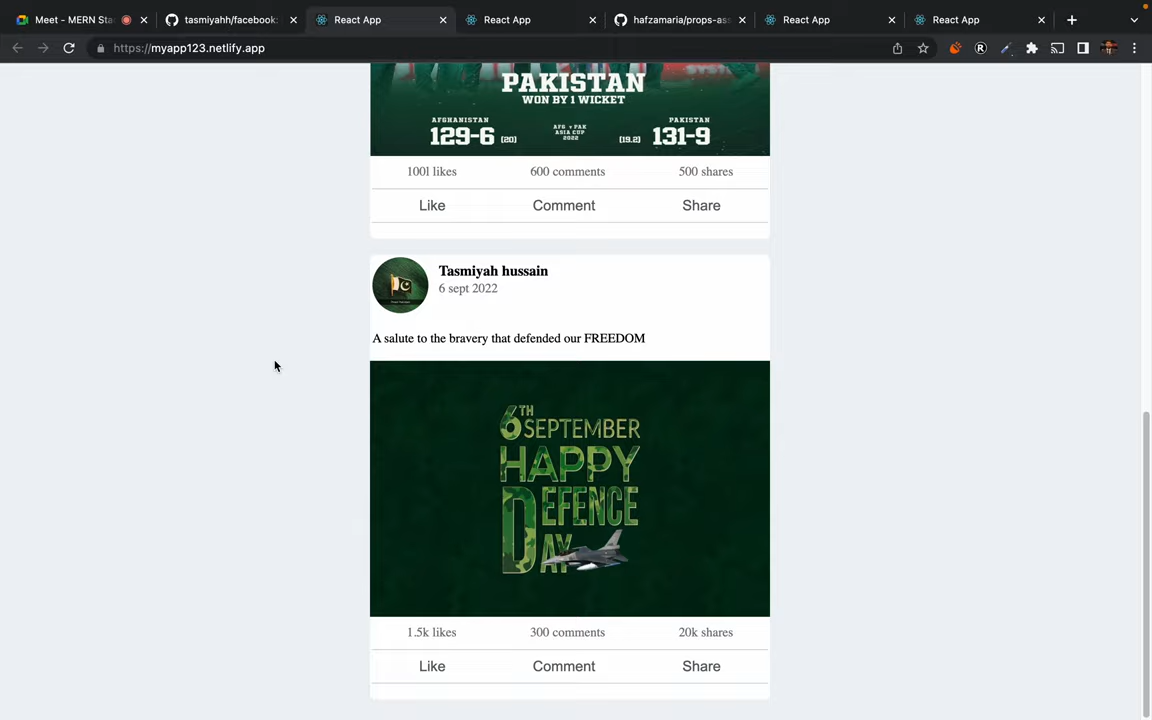 Meet - MERN Sta
tasmiyahh/facebook
React App
React App
hafzamaria/props-as
React App
React App
https://myapp123.netlify.app
PAKISTAN
WON BY 1 WICKET
AFGHANISTAN
129-6 (20)
AFG v PAK
ASIA CUP
2022
PAKISTAN
(19.2) 131-9
100l likes
600 comments
500 shares
Like
Comment
Share
Tasmiyah hussain
6 sept 2022
A salute to the bravery that defended our FREEDOM
6TH
SEPTEMBER
HAPPY
DEFENCE
DAY
1.5k likes
300 comments
20k shares
Like
Comment
Share